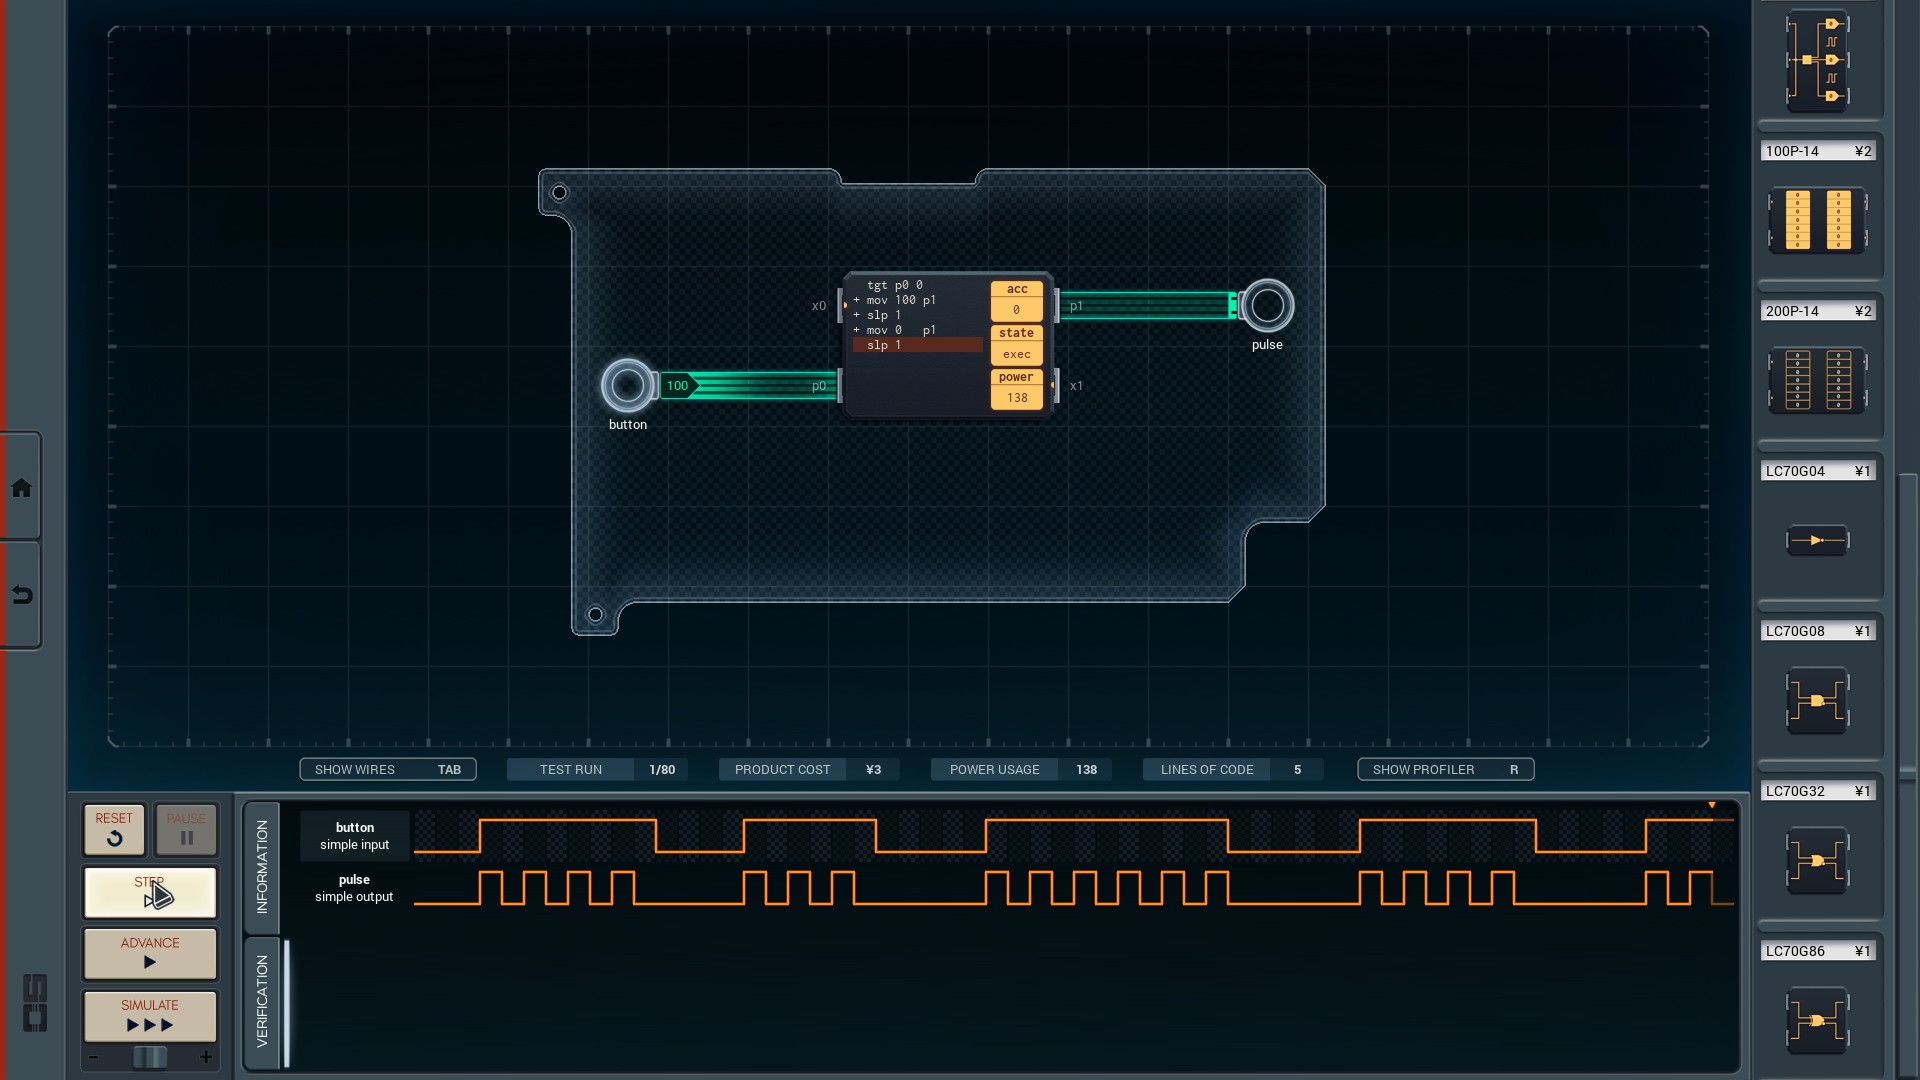 100P-14 ¥2
200P-14 ¥2
LC70G04 ¥1
LC70G08 ¥1
LC70G32 ¥1
LC70G86 ¥1
x0
tgt p0 0
+ mov 100 p1
+ slp 1
+ mov 0 p1
slp 1
acc
0
state
exec
power
138
p1
pulse
button
100
p0
x1
SHOW WIRES TAB
TEST RUN 1/80
PRODUCT COST ¥3
POWER USAGE 138
LINES OF CODE 5
SHOW PROFILER R
RESET
PAUSE
STEP
ADVANCE
SIMULATE
- +
INFORMATION
VERIFICATION
button
simple input
pulse
simple output